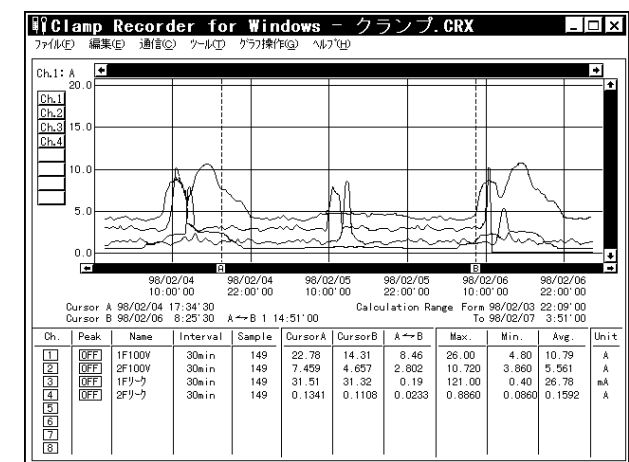 Clamp Recorder for Windows － クランプ.CRX
ファイル(F) 編集(E) 通信(C) ツール(T) グラフ操作(G) ヘルプ(H)
Ch.1: A
20.0
Ch.1
Ch.2
Ch.3 15.0
Ch.4
10.0
5.0
0.0
A B
98/02/04 98/02/04 98/02/05 98/02/05 98/02/06 98/02/06
10:00'00 22:00'00 10:00'00 22:00'00 10:00'00 22:00'00
Cursor A 98/02/04 17:34'30 Calculation Range Form 98/02/03 22:09'00
Cursor B 98/02/06 8:25'30 A↔B 1 14:51'00 To 98/02/07 3:51'00
Ch. Peak Name Interval Sample CursorA CursorB A↔B Max. Min. Avg. Unit
1 OFF 1F100V 30min 149 22.78 14.31 8.46 26.00 4.80 10.79 A
2 OFF 2F100V 30min 149 7.459 4.657 2.802 10.720 3.860 5.561 A
3 OFF 1Fリーク 30min 149 31.51 31.32 0.19 121.00 0.40 26.78 mA
4 OFF 2Fリーク 30min 149 0.1341 0.1108 0.0233 0.8860 0.0860 0.1592 A
5
6
7
8